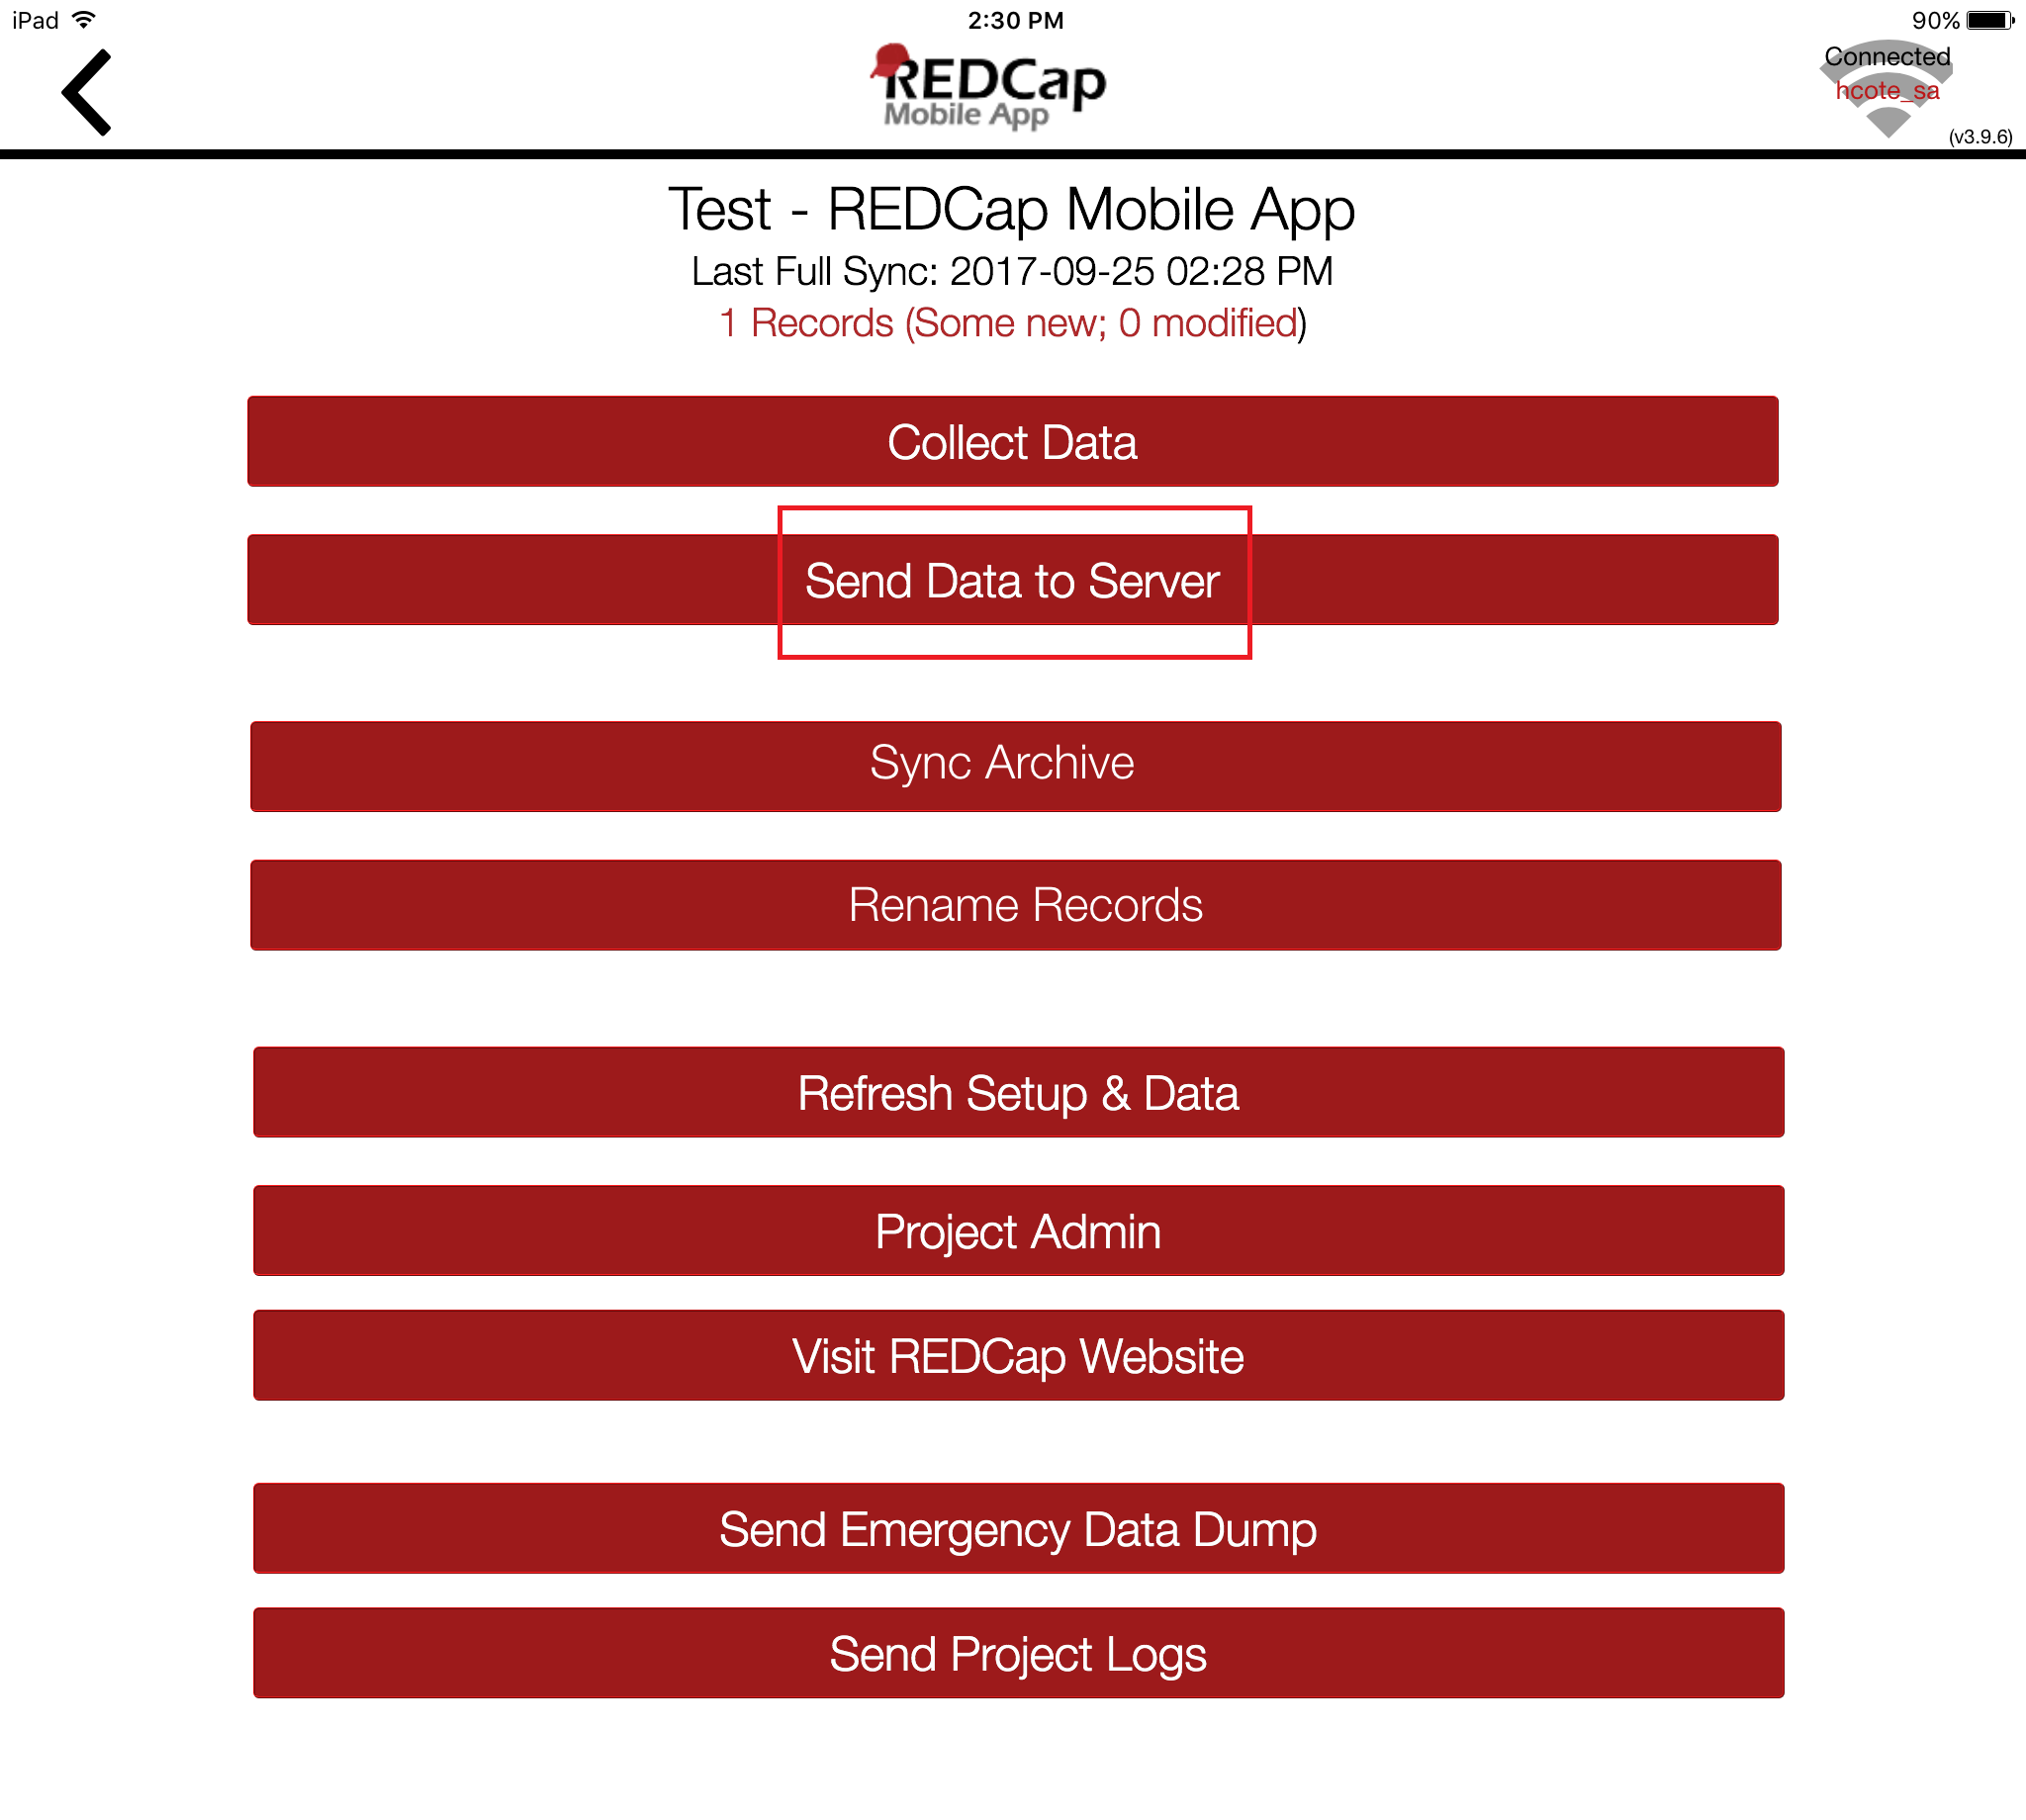 iPad
2:30 PM
90%
REDCap
Mobile App
Connected
hcote_sa
(v3.9.6)
Test - REDCap Mobile App
Last Full Sync: 2017-09-25 02:28 PM
1 Records (Some new; 0 modified)
Collect Data
Send Data to Server
Sync Archive
Rename Records
Refresh Setup & Data
Project Admin
Visit REDCap Website
Send Emergency Data Dump
Send Project Logs